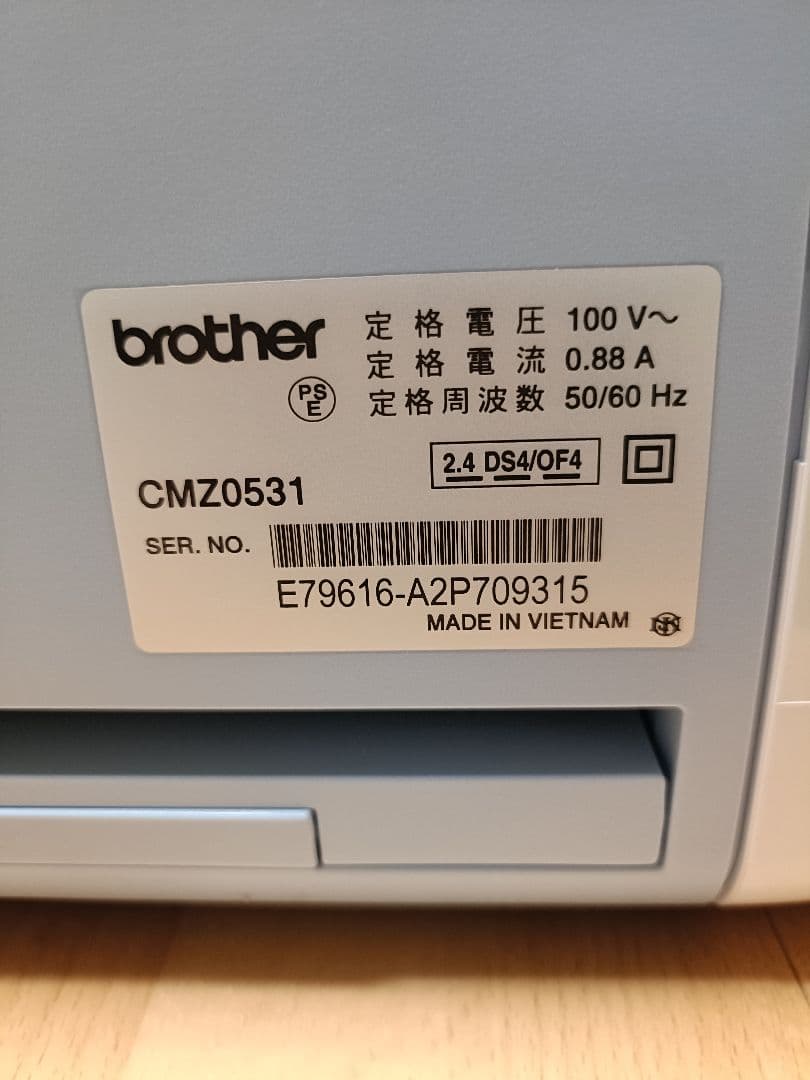 brother
定格電圧 100 V～
定格電流 0.88 A
PS
E
定格周波数 50/60 Hz
2.4 DS4/OF4
CMZ0531
SER. NO.
E79616-A2P709315
MADE IN VIETNAM